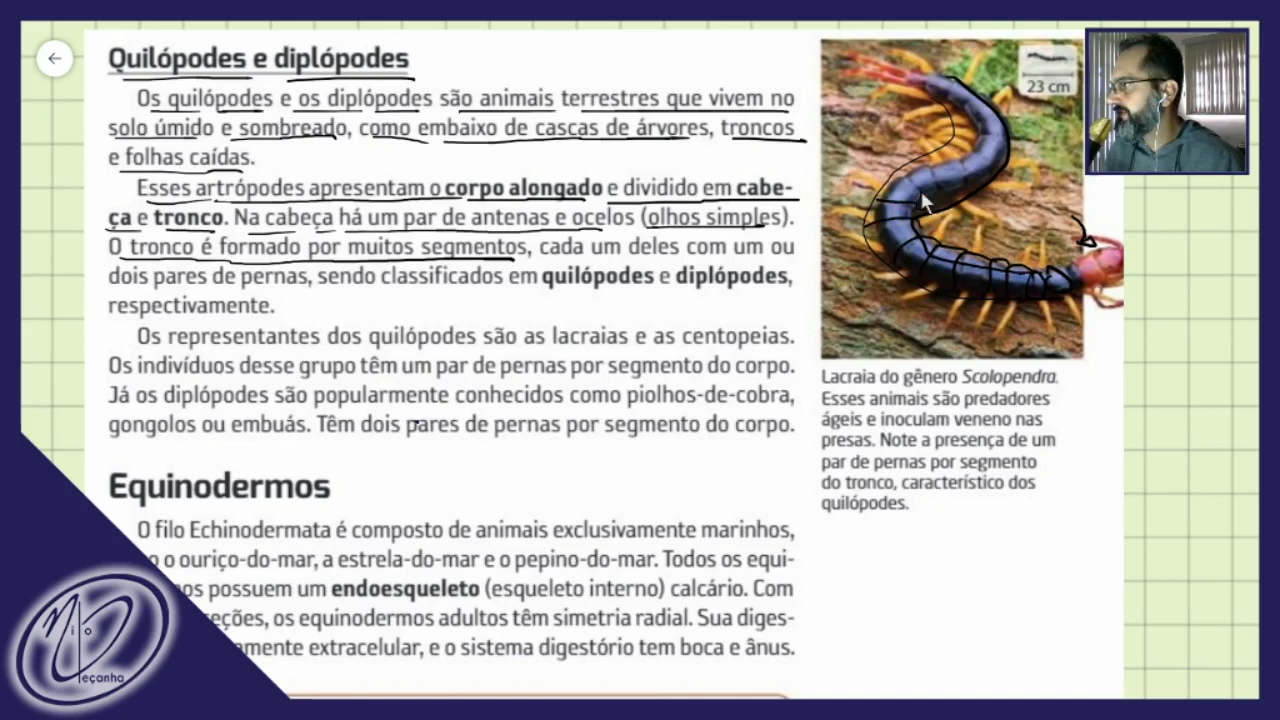 Quilópodes e diplópodes
Os quilópodes e os diplópodes são animais terrestres que vivem no
solo úmido e sombreado, como embaixo de cascas de árvores, troncos
e folhas caídas.
Esses artrópodes apresentam o corpo alongado e dividido em cabe-
ça e tronco. Na cabeça há um par de antenas e ocelos (olhos simples).
O tronco é formado por muitos segmentos, cada um deles com um ou
dois pares de pernas, sendo classificados em quilópodes e diplópodes,
respectivamente.
Os representantes dos quilópodes são as lacraias e as centopeias.
Os indivíduos desse grupo têm um par de pernas por segmento do corpo.
Já os diplópodes são popularmente conhecidos como piolhos-de-cobra,
gongolos ou embuás. Têm dois pares de pernas por segmento do corpo.
23 cm
Lacraia do gênero Scolopendra.
Esses animais são predadores
ágeis e inoculam veneno nas
presas. Note a presença de um
par de pernas por segmento
do tronco, característico dos
quilópodes.
Equinodermos
O filo Echinodermata é composto de animais exclusivamente marinhos,
o ouriço-do-mar, a estrela-do-mar e o pepino-do-mar. Todos os equi-
possuem um endoesqueleto (esqueleto interno) calcário. Com
os equinodermos adultos têm simetria radial. Sua diges-
extracelular, e o sistema digestório tem boca e ânus.
eçanha